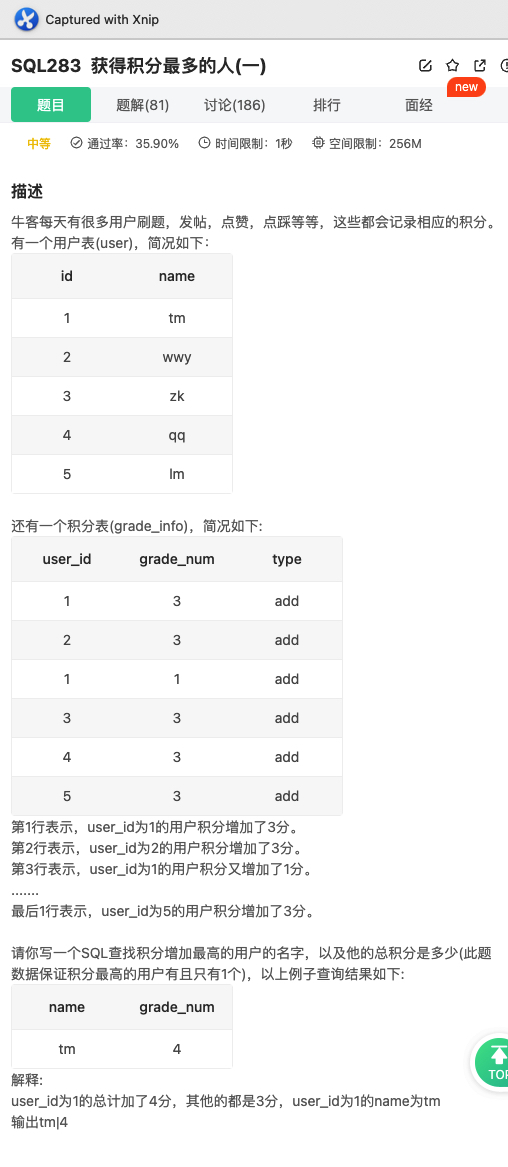 Captured with Xnip
SQL283 获得积分最多的人(一)
new
题目 题解(81) 讨论(186) 排行 面经
中等 通过率：35.90% 时间限制：1秒 空间限制：256M
描述
牛客每天有很多用户刷题，发帖，点赞，点踩等等，这些都会记录相应的积分。
有一个用户表(user)，简况如下：
id name
1 tm
2 wwy
3 zk
4 qq
5 lm
还有一个积分表(grade_info)，简况如下:
user_id grade_num type
1 3 add
2 3 add
1 1 add
3 3 add
4 3 add
5 3 add
第1行表示，user_id为1的用户积分增加了3分。
第2行表示，user_id为2的用户积分增加了3分。
第3行表示，user_id为1的用户积分又增加了1分。
.......
最后1行表示，user_id为5的用户积分增加了3分。
请你写一个SQL查找积分增加最高的用户的名字，以及他的总积分是多少(此题
数据保证积分最高的用户有且只有1个)，以上例子查询结果如下:
name grade_num
tm 4
解释:
user_id为1的总计加了4分，其他的都是3分，user_id为1的name为tm
输出tm|4
TOP